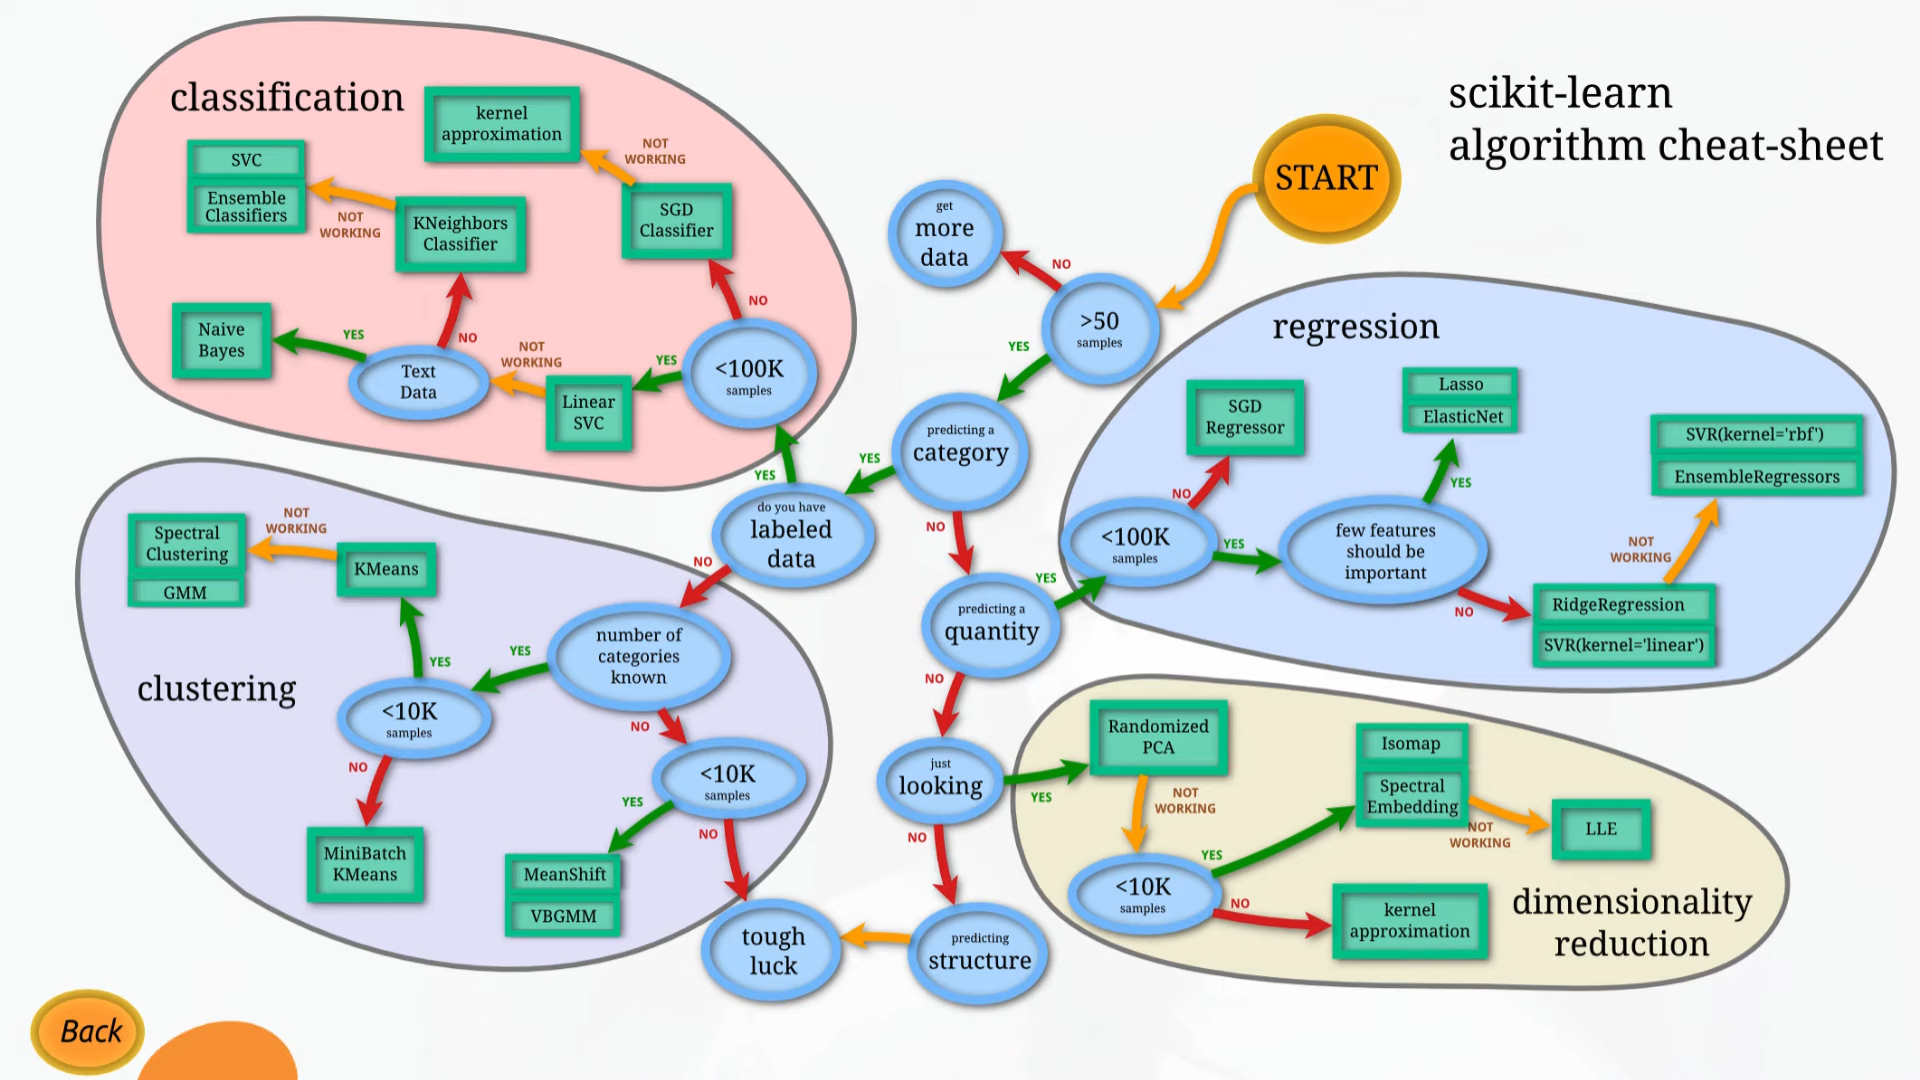 scikit-learn
algorithm cheat-sheet
START
>50
samples
NO
get
more
data
YES
predicting a
category
YES
do you have
labeled
data
NO
predicting a
quantity
YES
NO
just
looking
YES
NO
predicting
structure
tough
luck
classification
YES
<100K
samples
NO
SGD
Classifier
NOT
WORKING
kernel
approximation
YES
Linear
SVC
NOT
WORKING
Text
Data
YES
Naive
Bayes
NO
KNeighbors
Classifier
NOT
WORKING
SVC
Ensemble
Classifiers
clustering
NO
number of
categories
known
YES
<10K
samples
YES
KMeans
NOT
WORKING
Spectral
Clustering
GMM
NO
MiniBatch
KMeans
NO
<10K
samples
YES
MeanShift
VBGMM
NO
regression
<100K
samples
NO
SGD
Regressor
YES
few features
should be
important
YES
Lasso
ElasticNet
NO
RidgeRegression
SVR(kernel='linear')
NOT
WORKING
SVR(kernel='rbf')
EnsembleRegressors
Randomized
PCA
NOT
WORKING
<10K
samples
YES
Isomap
Spectral
Embedding
NOT
WORKING
LLE
NO
kernel
approximation
dimensionality
reduction
Back